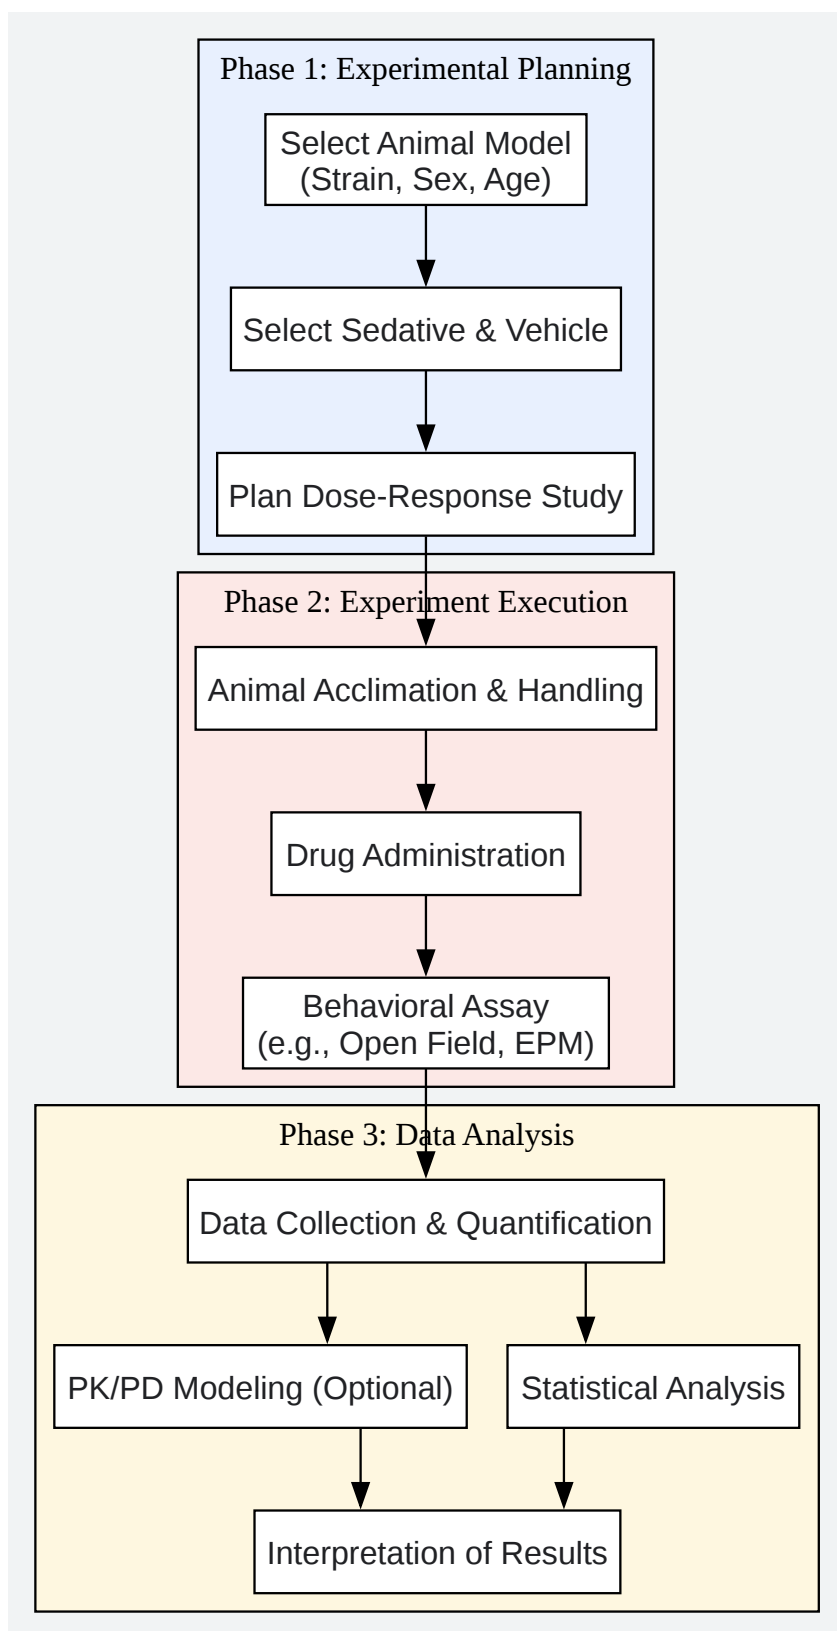 Phase 1: Experimental Planning
Select Animal Model
(Strain, Sex, Age)
Select Sedative & Vehicle
Plan Dose-Response Study
Phase 2: Experiment Execution
Animal Acclimation & Handling
Drug Administration
Behavioral Assay
(e.g., Open Field, EPM)
Phase 3: Data Analysis
Data Collection & Quantification
PK/PD Modeling (Optional)
Statistical Analysis
Interpretation of Results